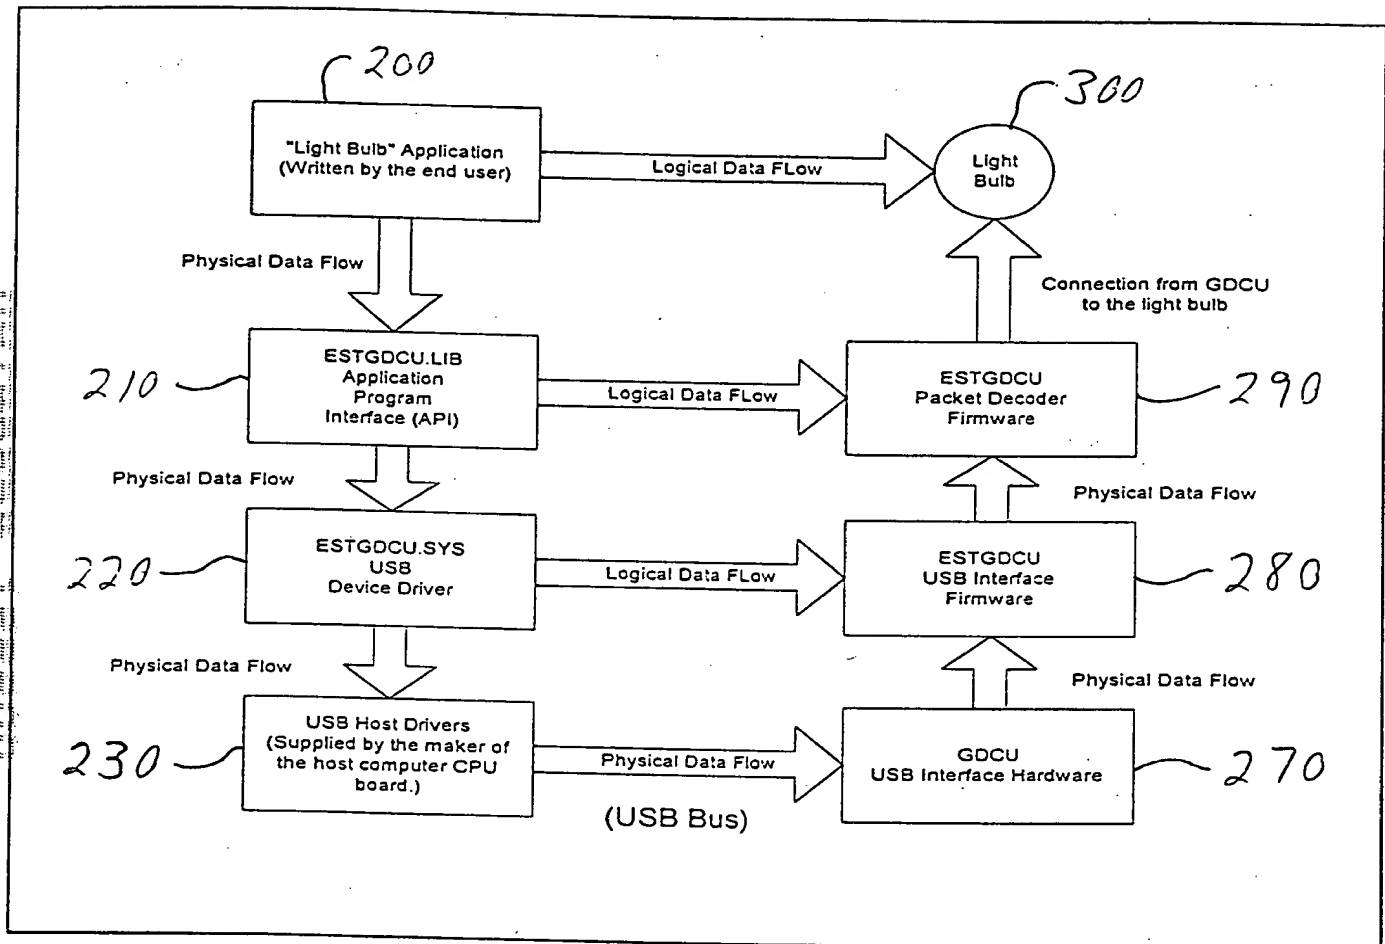 200
300
"Light Bulb" Application
(Written by the end user)
Logical Data FLow
Light
Bulb
Physical Data Flow
Connection from GDCU
to the light bulb
210
ESTGDCU.LIB
Application
Program
Interface (API)
Logical Data FLow
ESTGDCU
Packet Decoder
Firmware
290
Physical Data Flow
Physical Data Flow
220
ESTGDCU.SYS
USB
Device Driver
Logical Data FLow
ESTGDCU
USB Interface
Firmware
280
Physical Data Flow
Physical Data Flow
230
USB Host Drivers
(Supplied by the maker of
the host computer CPU
board.)
Physical Data Flow
(USB Bus)
GDCU
USB Interface Hardware
270